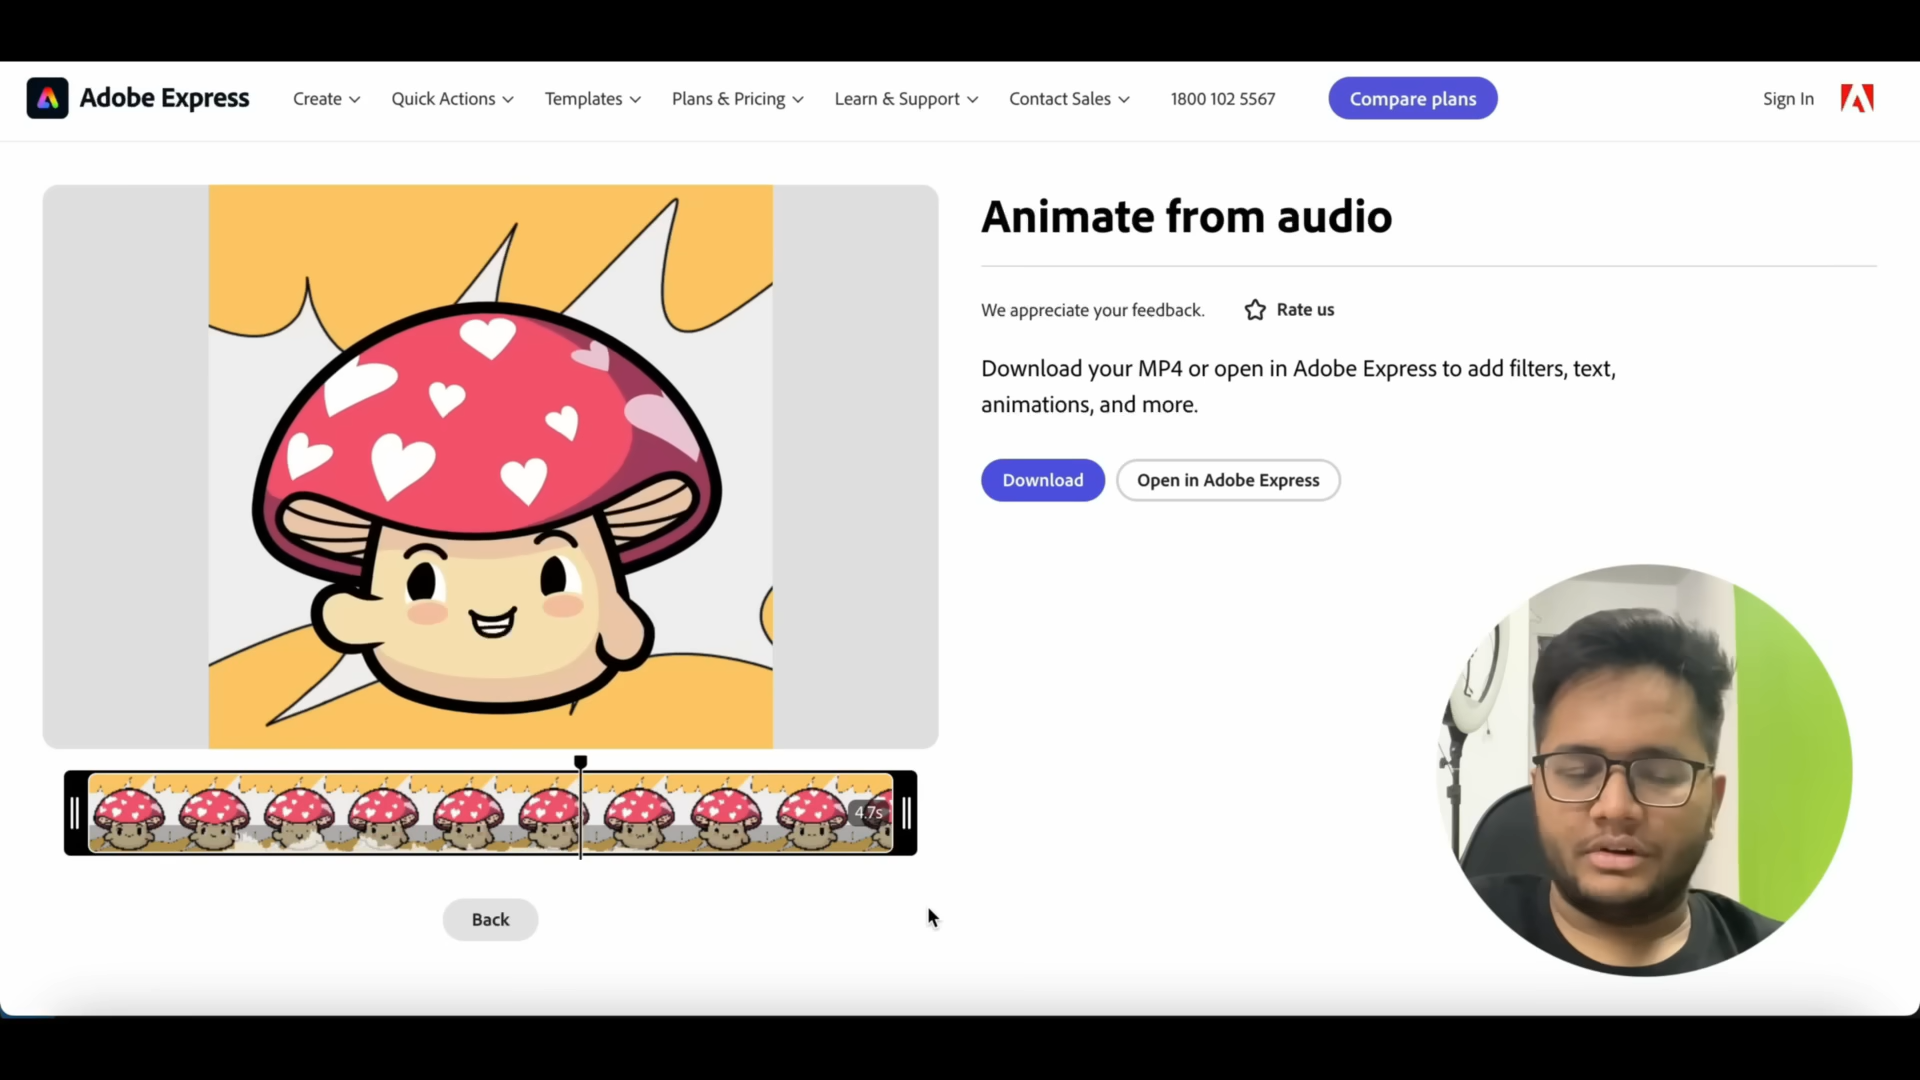 Adobe Express
Create
Quick Actions
Templates
Plans & Pricing
Learn & Support
Contact Sales
1800 102 5567
Compare plans
Sign In
Animate from audio
We appreciate your feedback.
Rate us
Download your MP4 or open in Adobe Express to add filters, text,
animations, and more.
Download
Open in Adobe Express
4.7s
Back